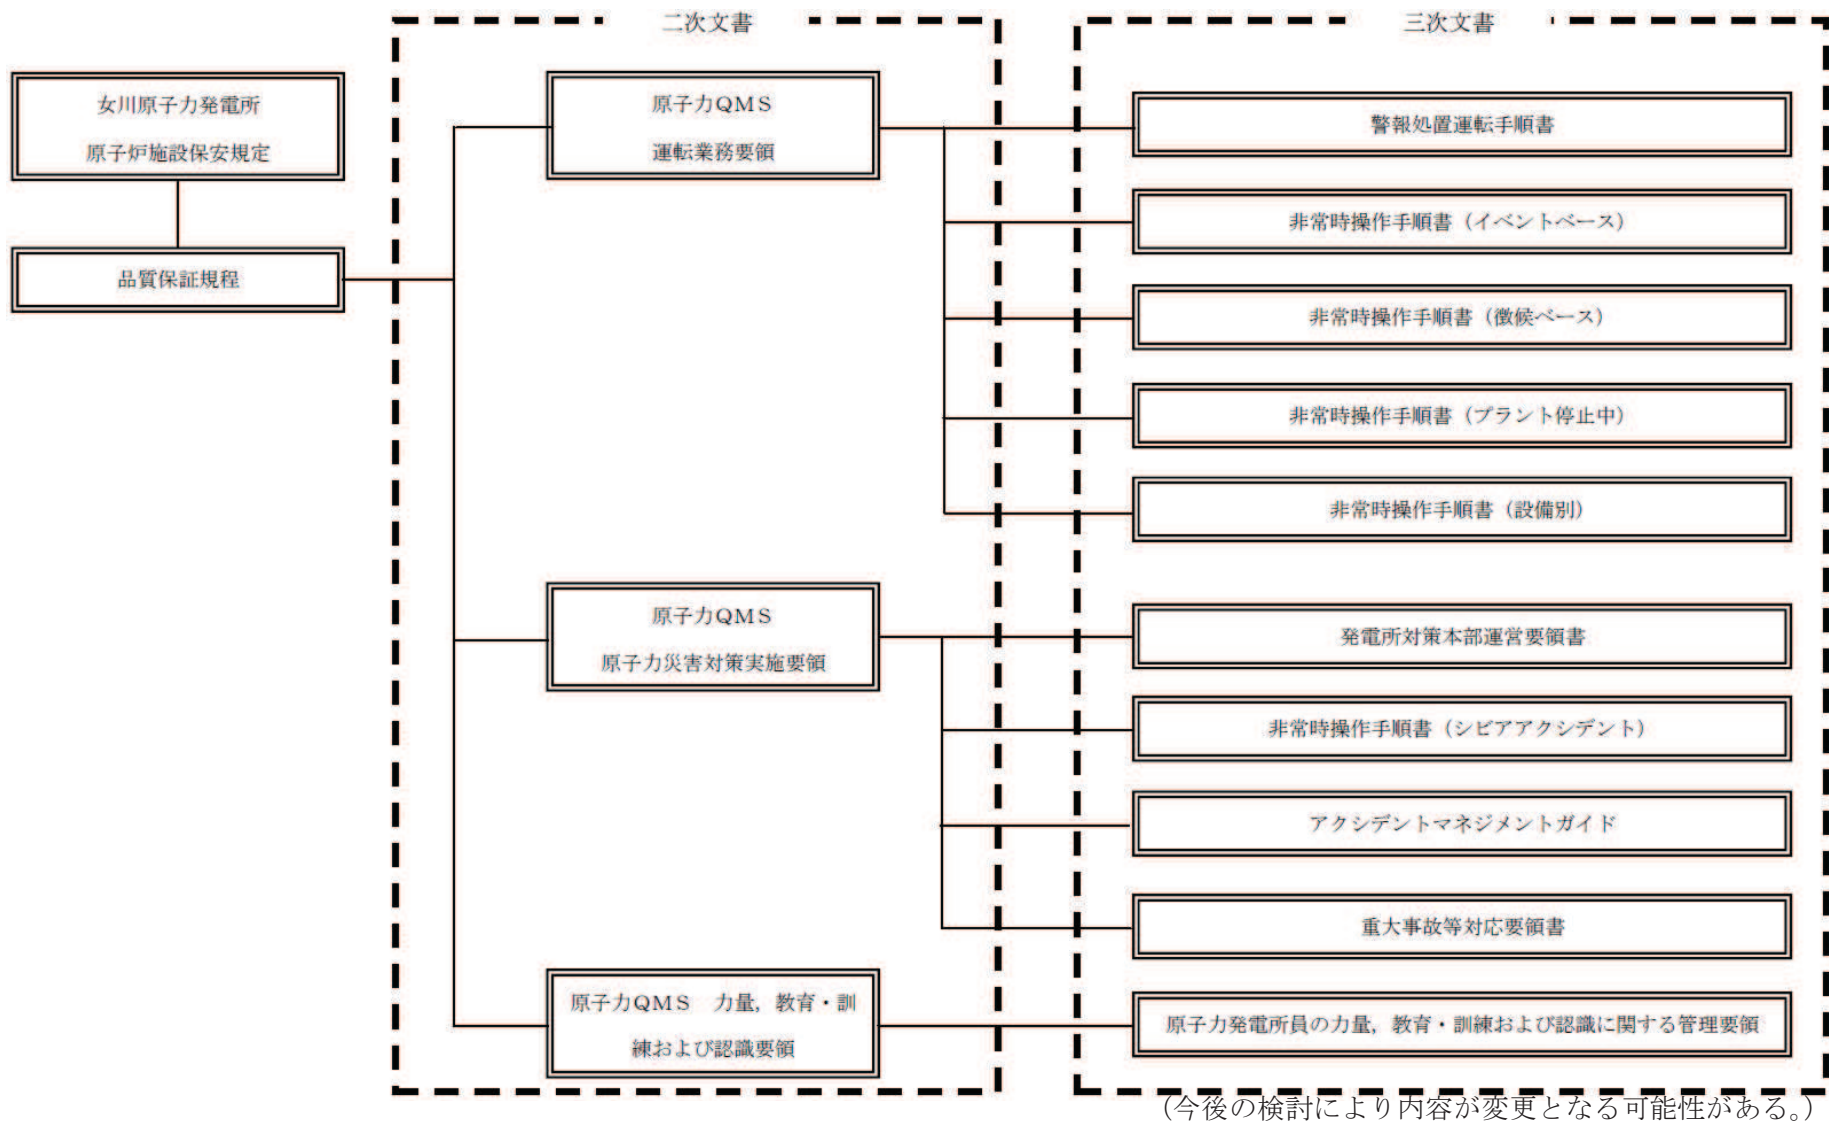 二次文書
三次文書
女川原子力発電所
原子炉施設保安規定
品質保証規程
原子力QMS
運転業務要領
警報処置運転手順書
非常時操作手順書（イベントベース）
非常時操作手順書（徴候ベース）
非常時操作手順書（プラント停止中）
非常時操作手順書（設備別）
原子力QMS
原子力災害対策実施要領
発電所対策本部運営要領書
非常時操作手順書（シビアアクシデント）
アクシデントマネジメントガイド
重大事故等対応要領書
原子力QMS　力量，教育・訓
練および認識要領
原子力発電所員の力量，教育・訓練および認識に関する管理要領
（今後の検討により内容が変更となる可能性がある。）